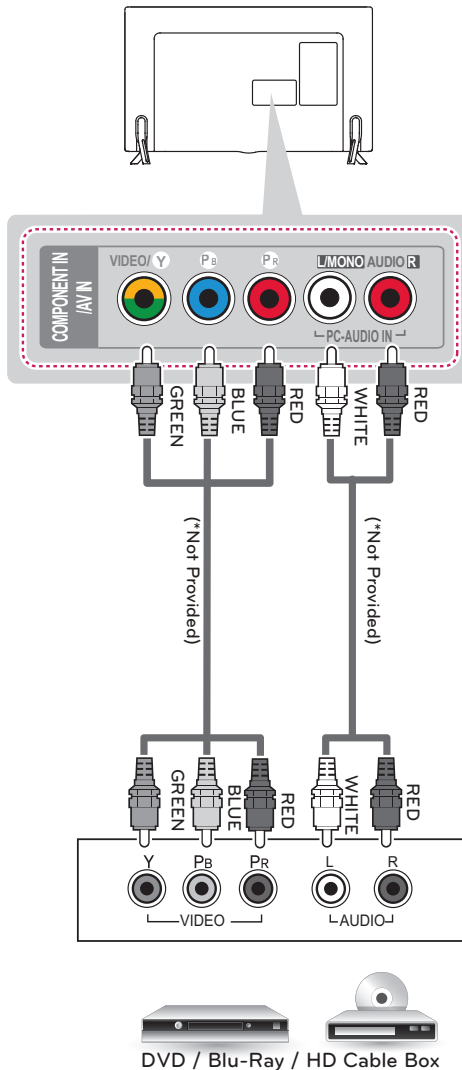 COMPONENT IN
/AV IN
VIDEO/ Y PB PR L/MONO AUDIO R
PC-AUDIO IN
GREEN BLUE RED WHITE RED
(*Not Provided) (*Not Provided)
GREEN BLUE RED WHITE RED
Y PB PR L R
VIDEO AUDIO
DVD / Blu-Ray / HD Cable Box